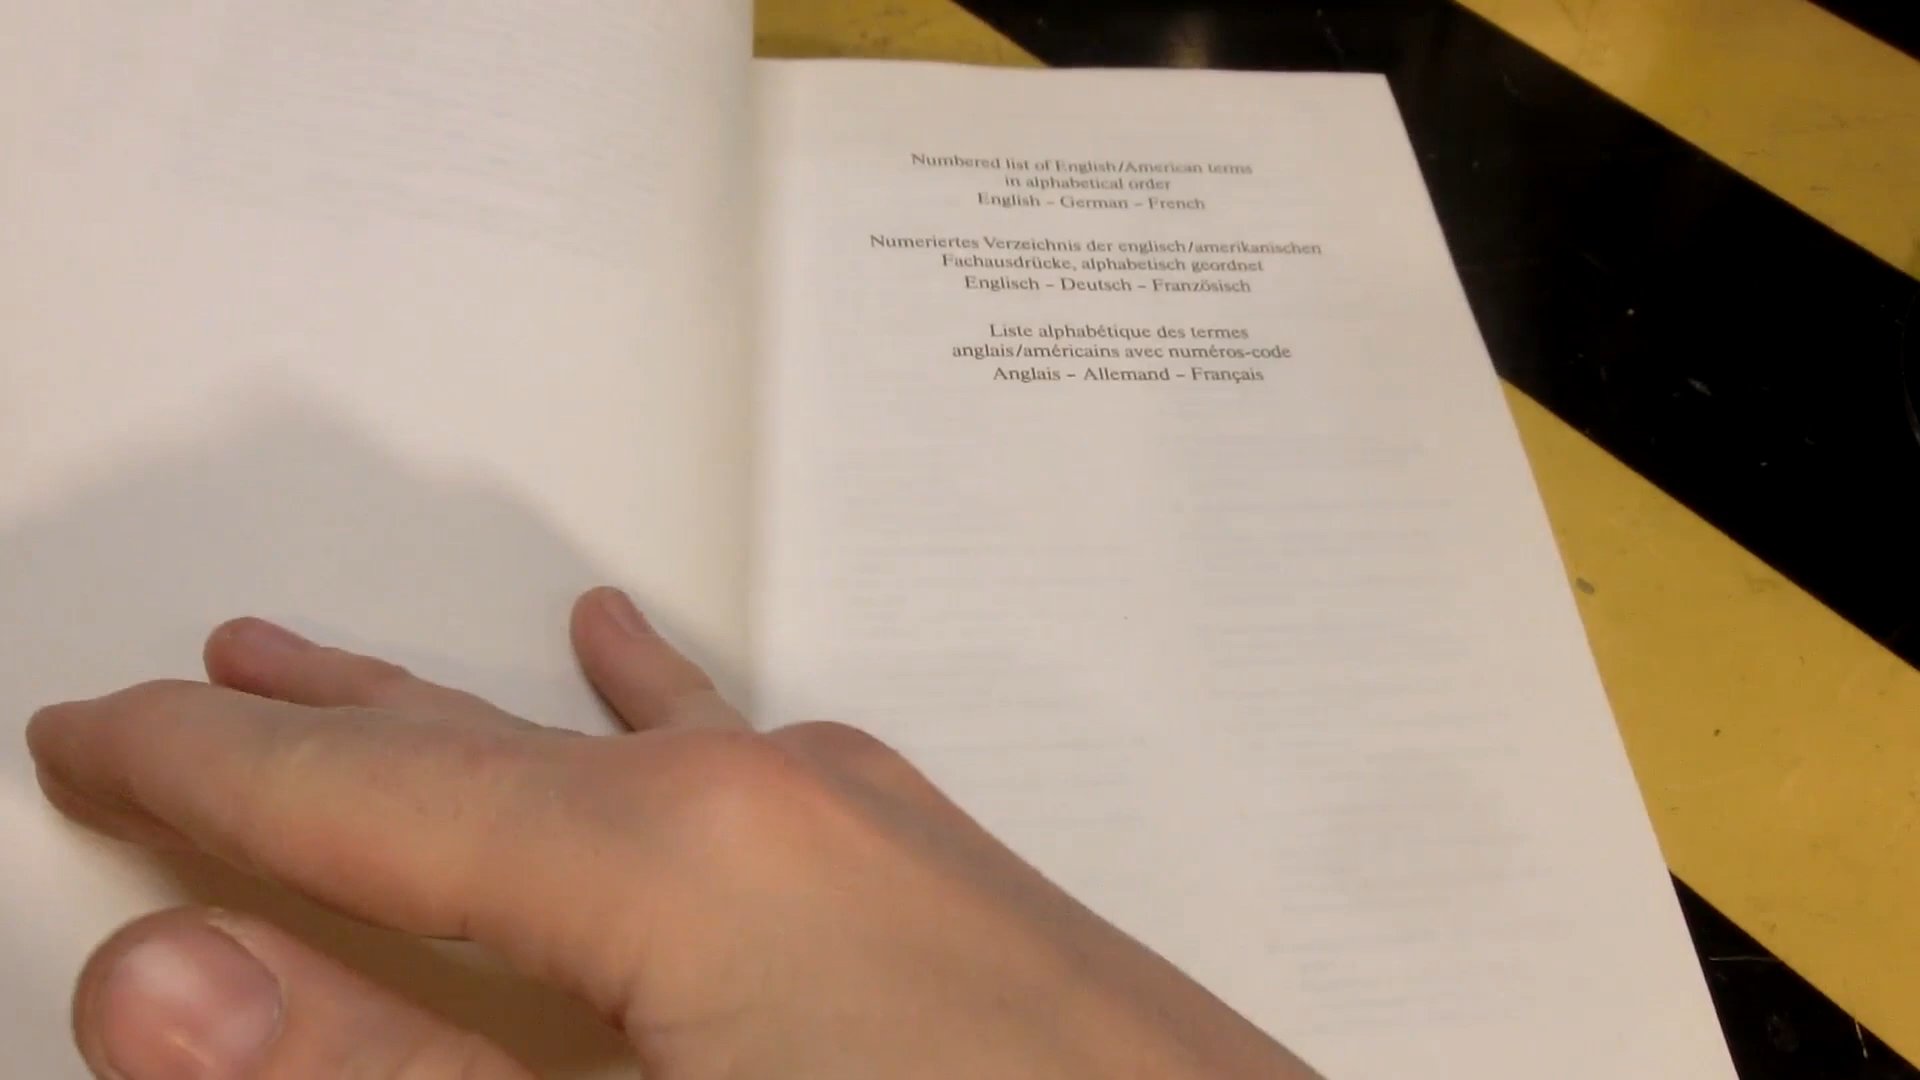 Numbered list of English/American terms
in alphabetical order
English – German – French
Numeriertes Verzeichnis der englisch/amerikanischen
Fachausdrücke, alphabetisch geordnet
Englisch – Deutsch – Französisch
Liste alphabétique des termes
anglais/américains avec numéros-code
Anglais – Allemand – Français